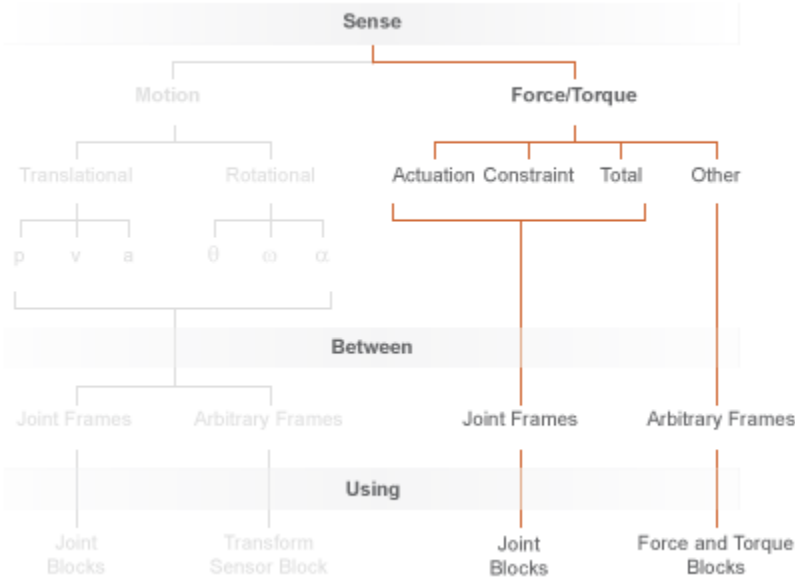 Sense
Motion Force/Torque
Translational Rotational Actuation Constraint Total Other
p v a θ ω α
Between
Joint Frames Arbitrary Frames Joint Frames Arbitrary Frames
Using
Joint Transform Joint Force and Torque
Blocks Sensor Block Blocks Blocks